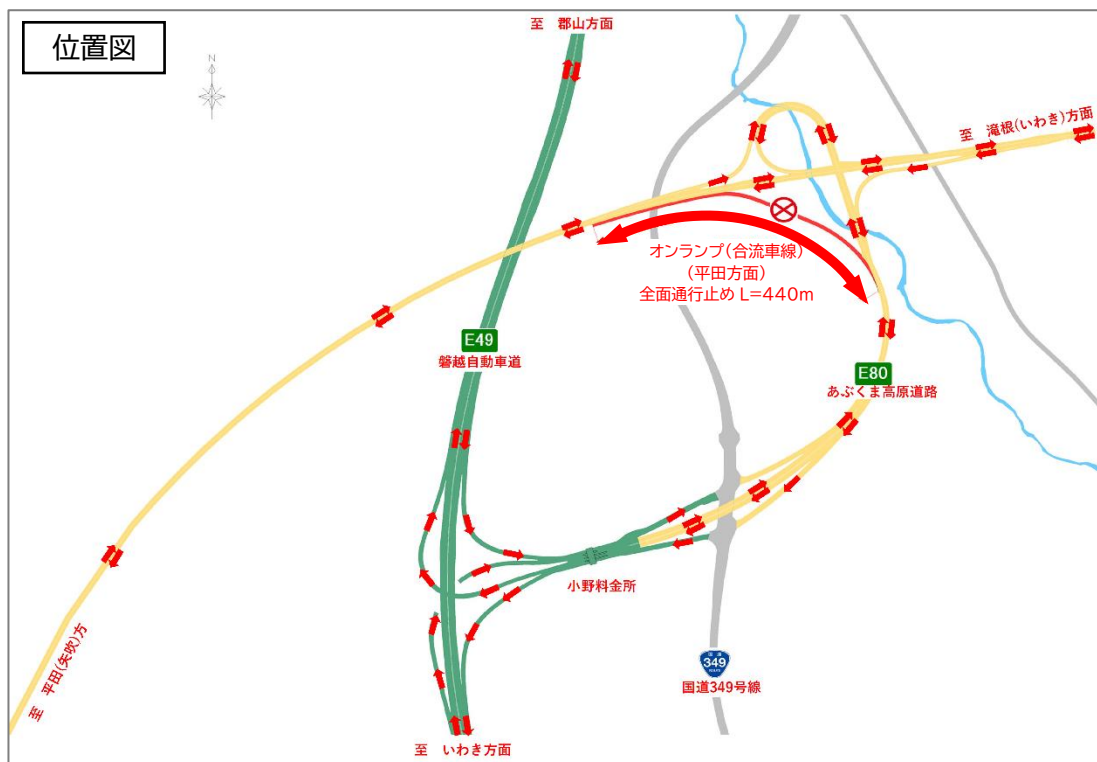 位置図
至　郡山方面
N
至　滝根(いわき)方面
オンランプ(合流車線)
(平田方面)
全面通行止め L=440m
E49
磐越自動車道
E80
あぶくま高原道路
小野料金所
349
国道349号線
至　平田(矢吹)方
至　いわき方面